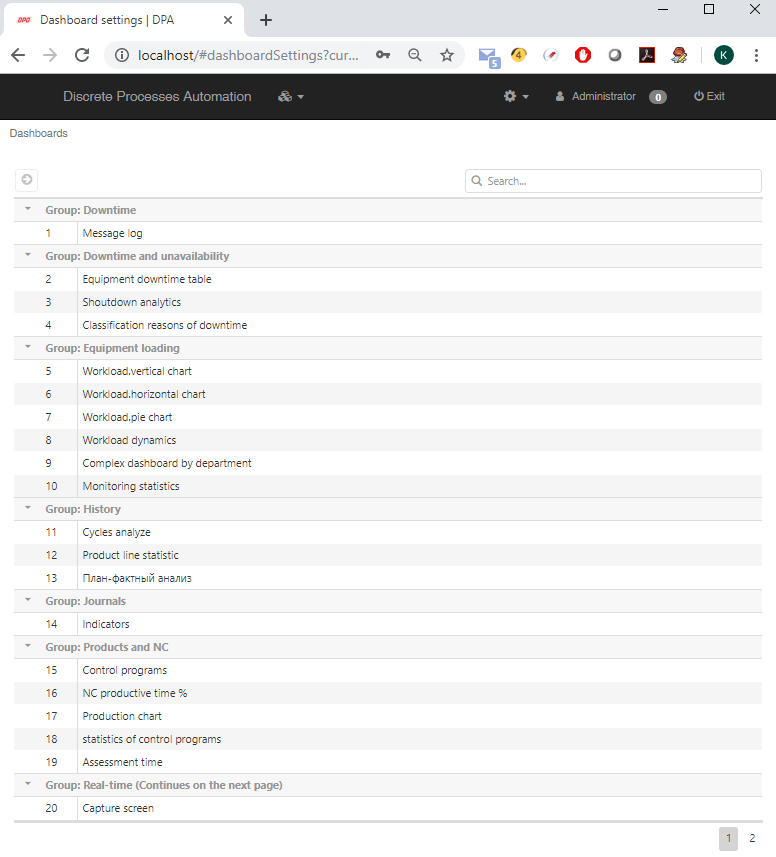 DPA Dashboard settings | DPA
localhost/#dashboardSettings?cur...
5
4
K
Discrete Processes Automation
Administrator 0 Exit
Dashboards
Search...
Group: Downtime
1 Message log
Group: Downtime and unavailability
2 Equipment downtime table
3 Shoutdown analytics
4 Classification reasons of downtime
Group: Equipment loading
5 Workload.vertical chart
6 Workload.horizontal chart
7 Workload.pie chart
8 Workload dynamics
9 Complex dashboard by department
10 Monitoring statistics
Group: History
11 Cycles analyze
12 Product line statistic
13 План-фактный анализ
Group: Journals
14 Indicators
Group: Products and NC
15 Control programs
16 NC productive time %
17 Production chart
18 statistics of control programs
19 Assessment time
Group: Real-time (Continues on the next page)
20 Capture screen
1 2